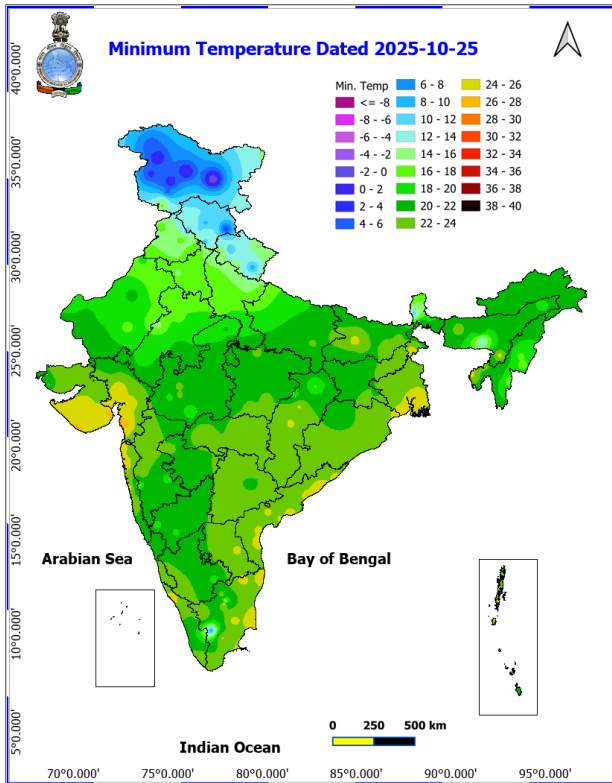 Minimum Temperature Dated 2025-10-25
Min. Temp
<= -8
-8 - -6
-6 - -4
-4 - -2
-2 - 0
0 - 2
2 - 4
4 - 6
6 - 8
8 - 10
10 - 12
12 - 14
14 - 16
16 - 18
18 - 20
20 - 22
22 - 24
24 - 26
26 - 28
28 - 30
30 - 32
32 - 34
34 - 36
36 - 38
38 - 40
40°0.000'
35°0.000'
30°0.000'
25°0.000'
20°0.000'
15°0.000'
10°0.000'
5°0.000'
Arabian Sea
Bay of Bengal
0 250 500 km
Indian Ocean
70°0.000' 75°0.000' 80°0.000' 85°0.000' 90°0.000' 95°0.000'